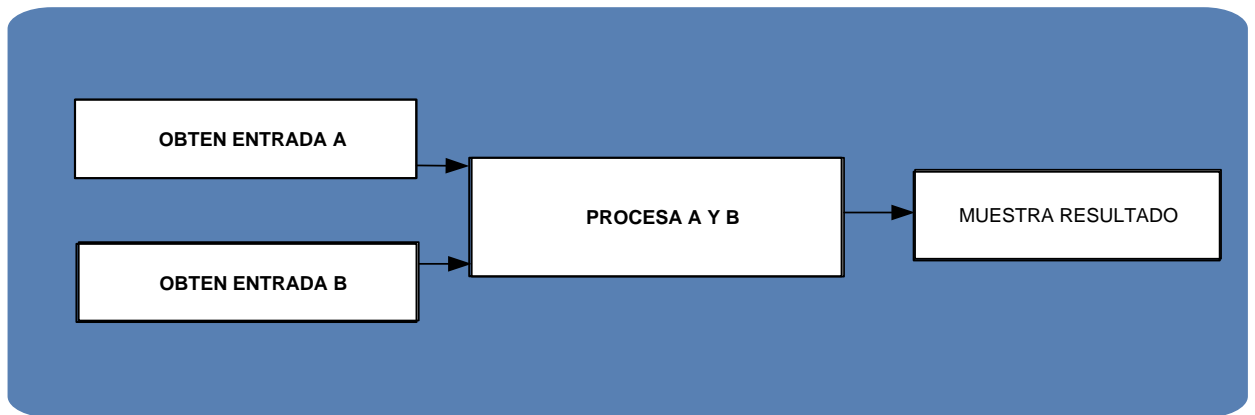 OBTEN ENTRADA A
OBTEN ENTRADA B
PROCESA A Y B
MUESTRA RESULTADO